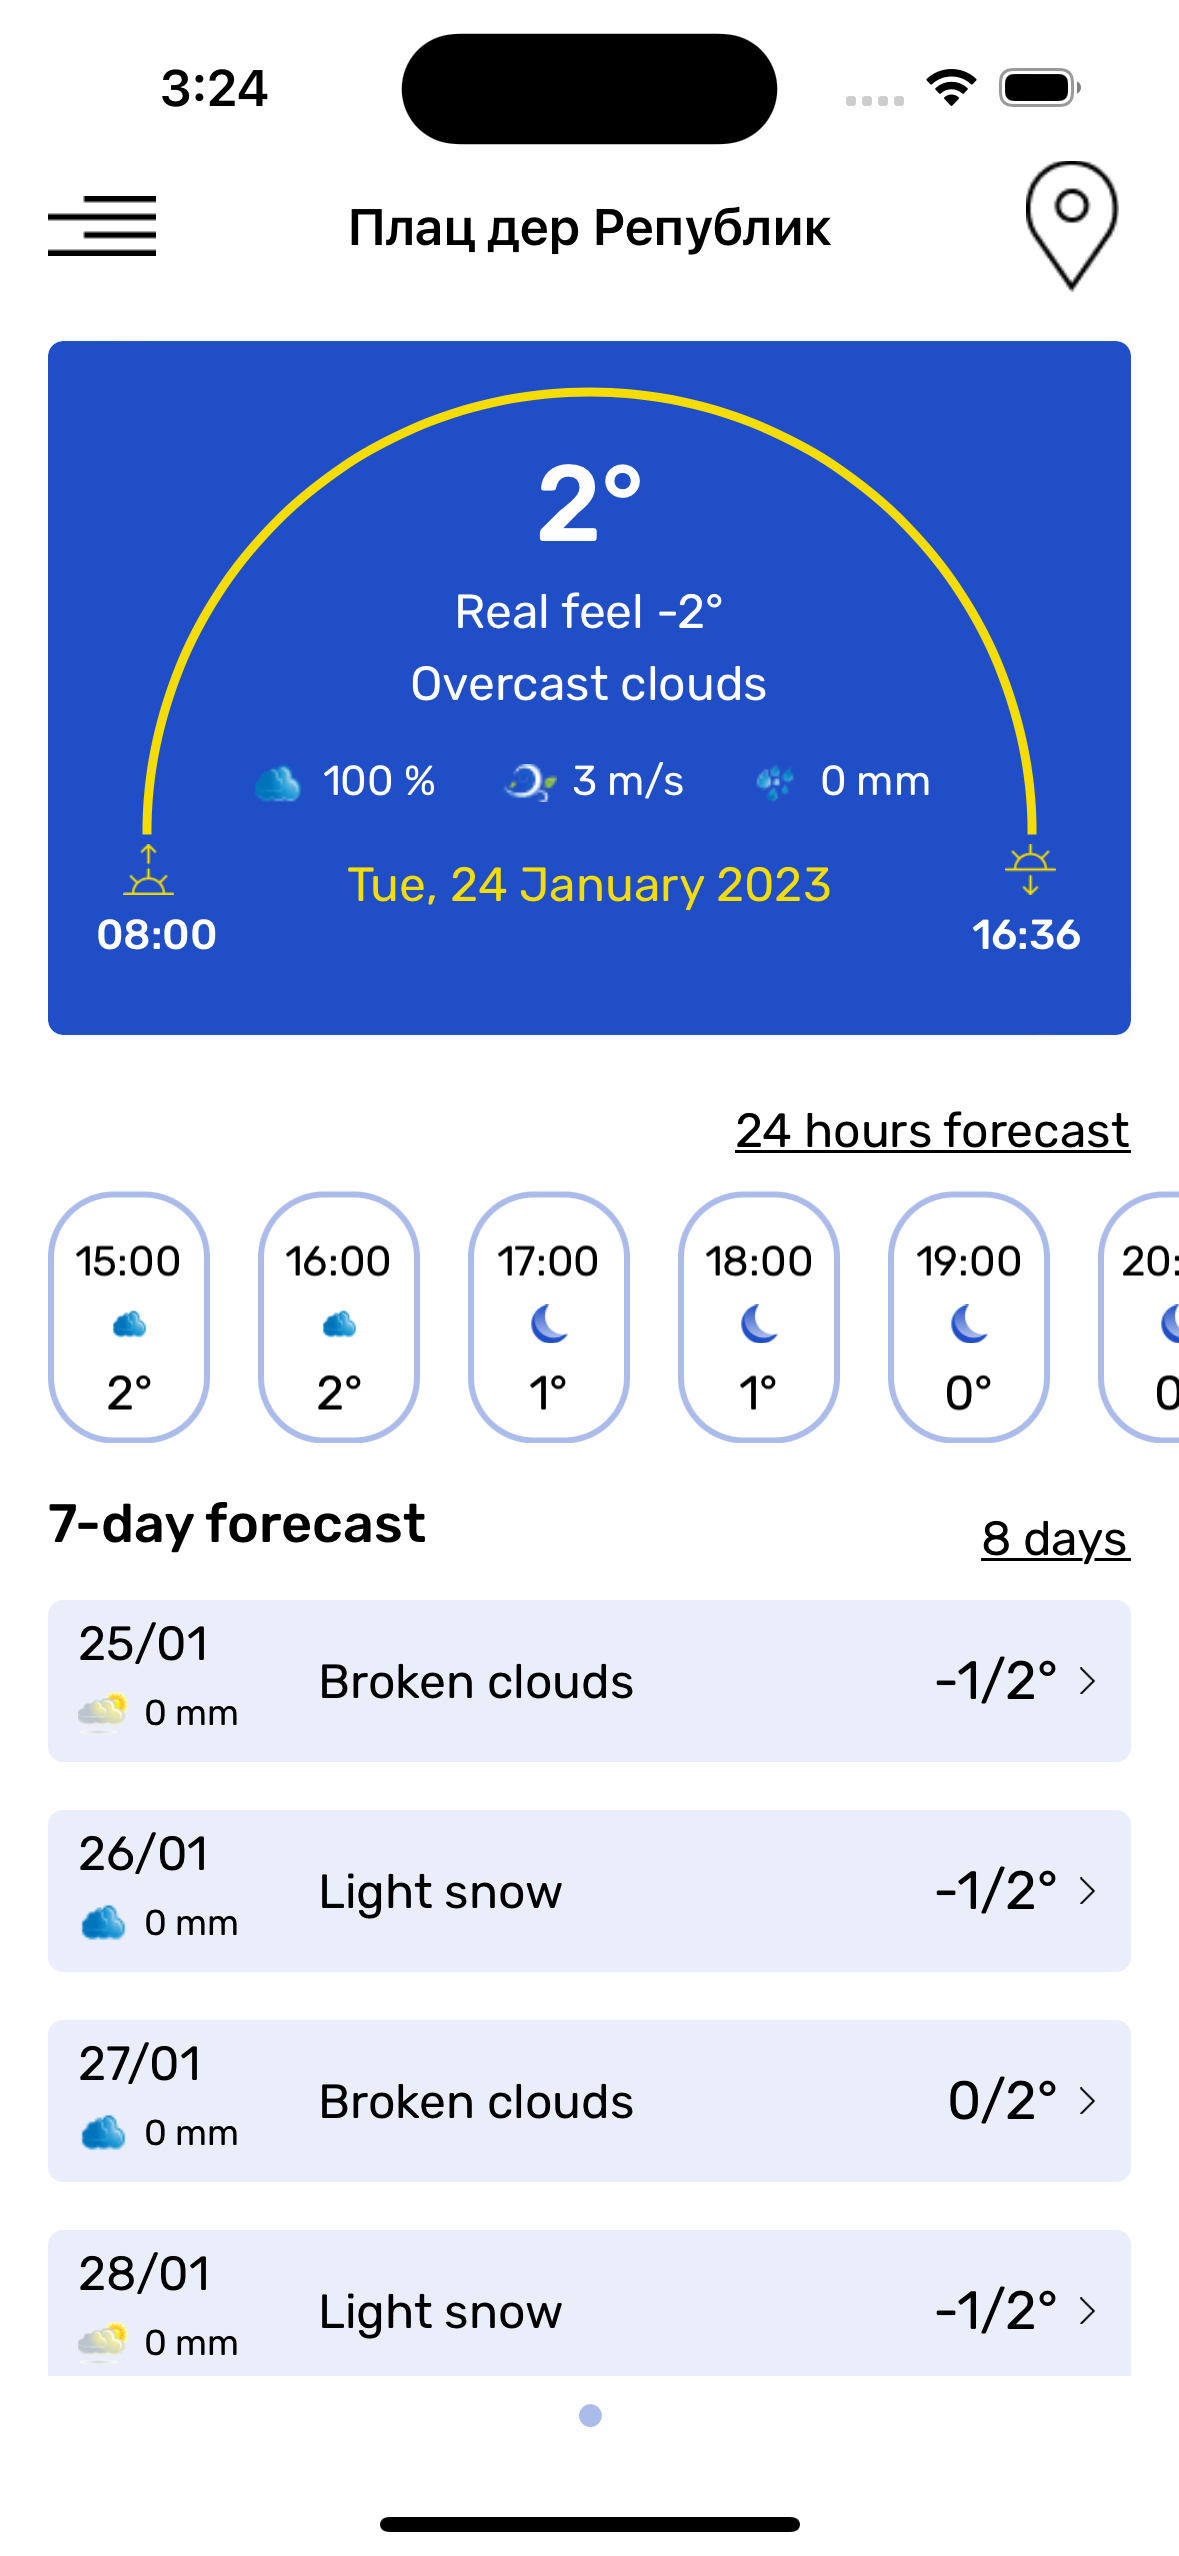 3:24
Плац дер Републик
2°
Real feel -2°
Overcast clouds
100 % 3 m/s 0 mm
Tue, 24 January 2023
08:00 16:36
24 hours forecast
15:00 16:00 17:00 18:00 19:00
2° 2° 1° 1° 0°
7-day forecast
8 days
25/01
Broken clouds -1/2°
0 mm
26/01
Light snow -1/2°
0 mm
27/01
Broken clouds 0/2°
0 mm
28/01
Light snow -1/2°
0 mm